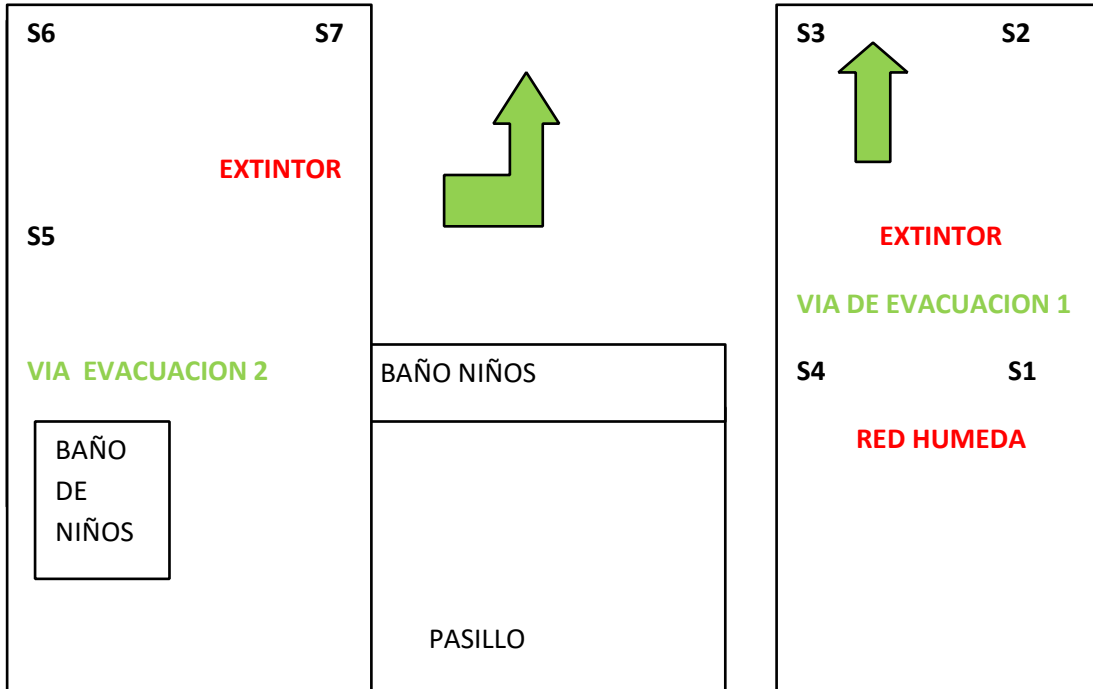 S6
S7
EXTINTOR
S5
VIA EVACUACION 2
BAÑO
DE
NIÑOS
BAÑO NIÑOS
PASILLO
S3
S2
EXTINTOR
VIA DE EVACUACION 1
S4
S1
RED HUMEDA